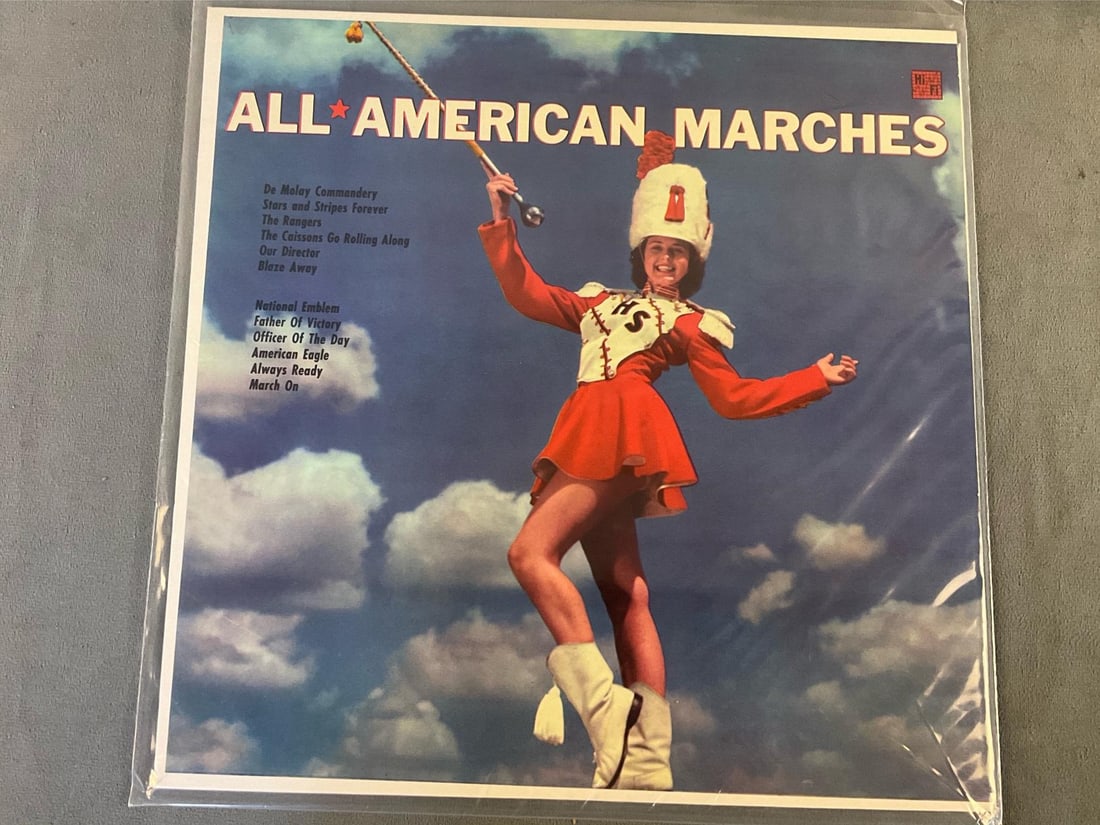 ALL★AMERICAN MARCHES
Hi
Fi
De Molay Commandery
Stars and Stripes Forever
The Rangers
The Caissons Go Rolling Along
Our Director
Blaze Away
National Emblem
Father Of Victory
Officer Of The Day
American Eagle
Always Ready
March On
HS